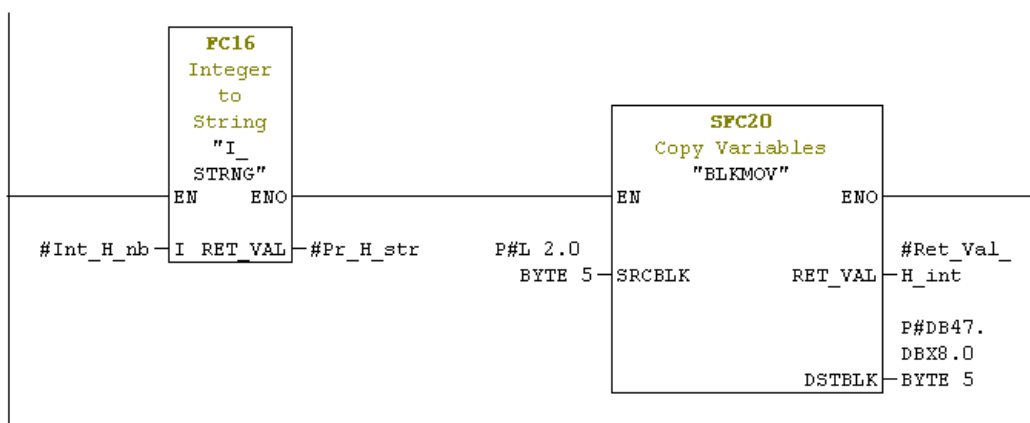 FC16
Integer
to
String
"I_
STRNG"
EN ENO
#Int_H_nb I RET_VAL #Pr_H_str
SFC20
Copy Variables
"BLKMOV"
EN ENO
P#L 2.0
BYTE 5 SRCBLK
#Ret_Val_
RET_VAL H_int
P#DB47.
DBX8.0
DSTBLK BYTE 5